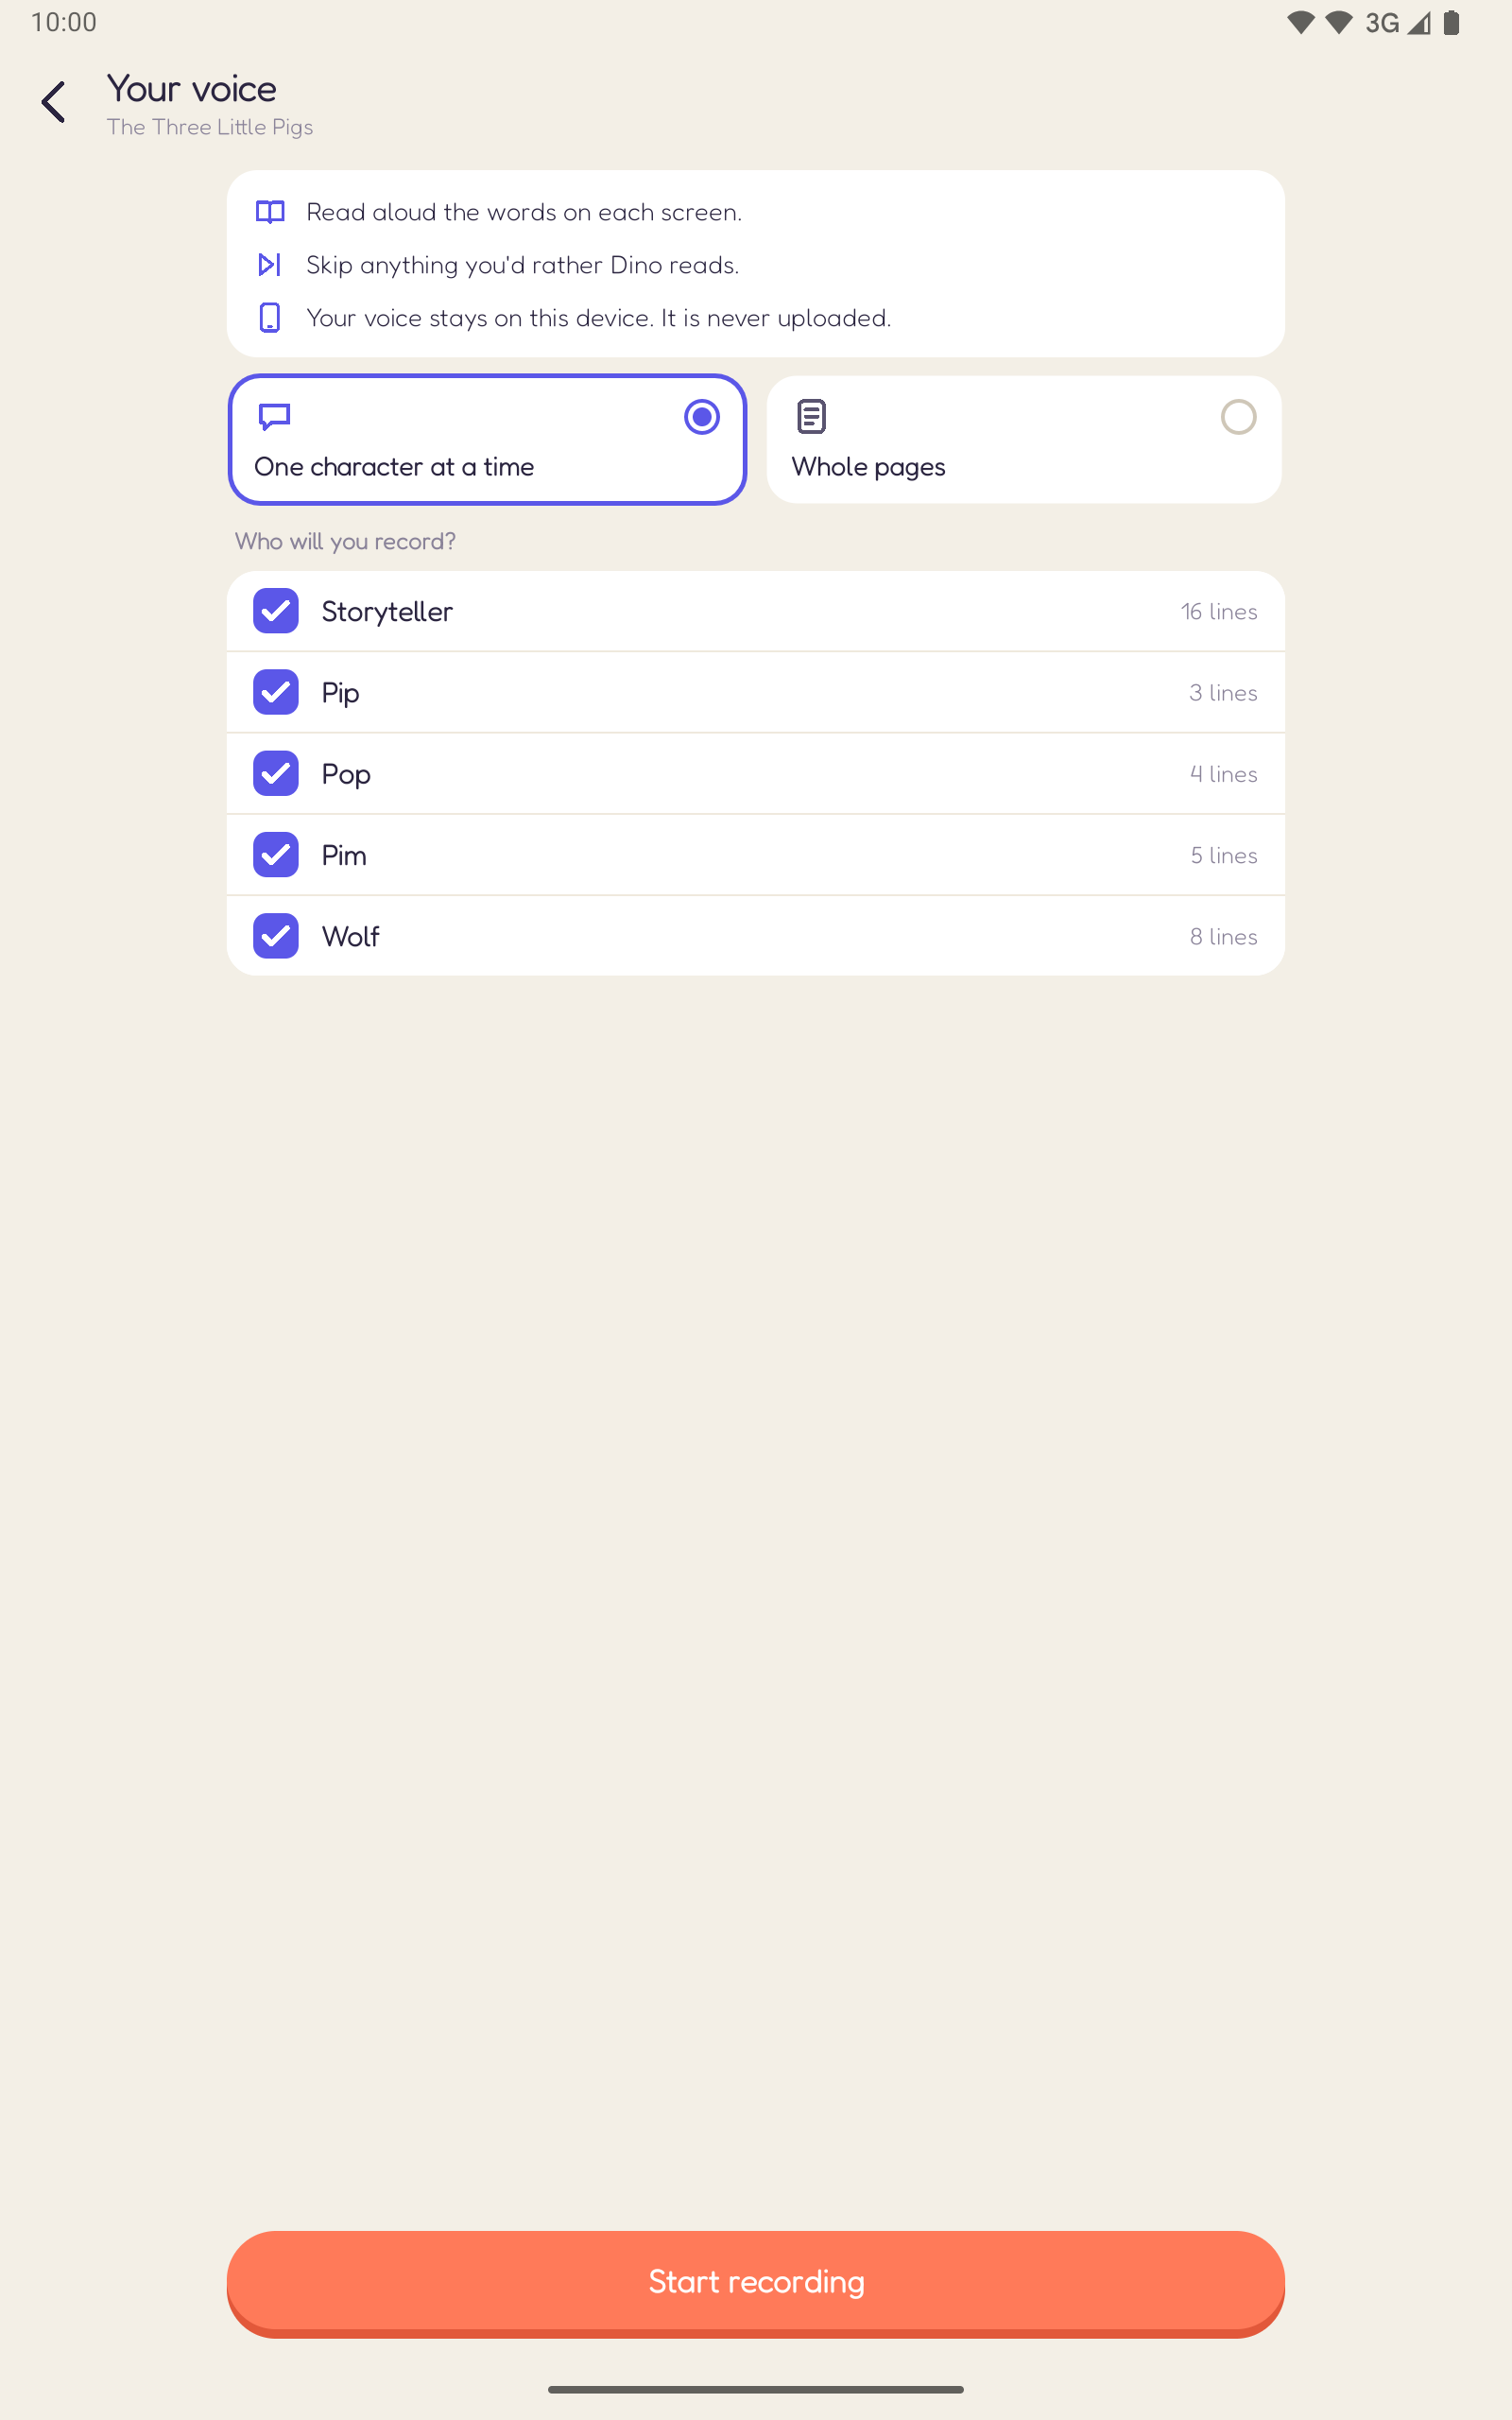 10:00
3G
Your voice
The Three Little Pigs
Read aloud the words on each screen.
Skip anything you'd rather Dino reads.
Your voice stays on this device. It is never uploaded.
One character at a time
Whole pages
Who will you record?
Storyteller 16 lines
Pip 3 lines
Pop 4 lines
Pim 5 lines
Wolf 8 lines
Start recording